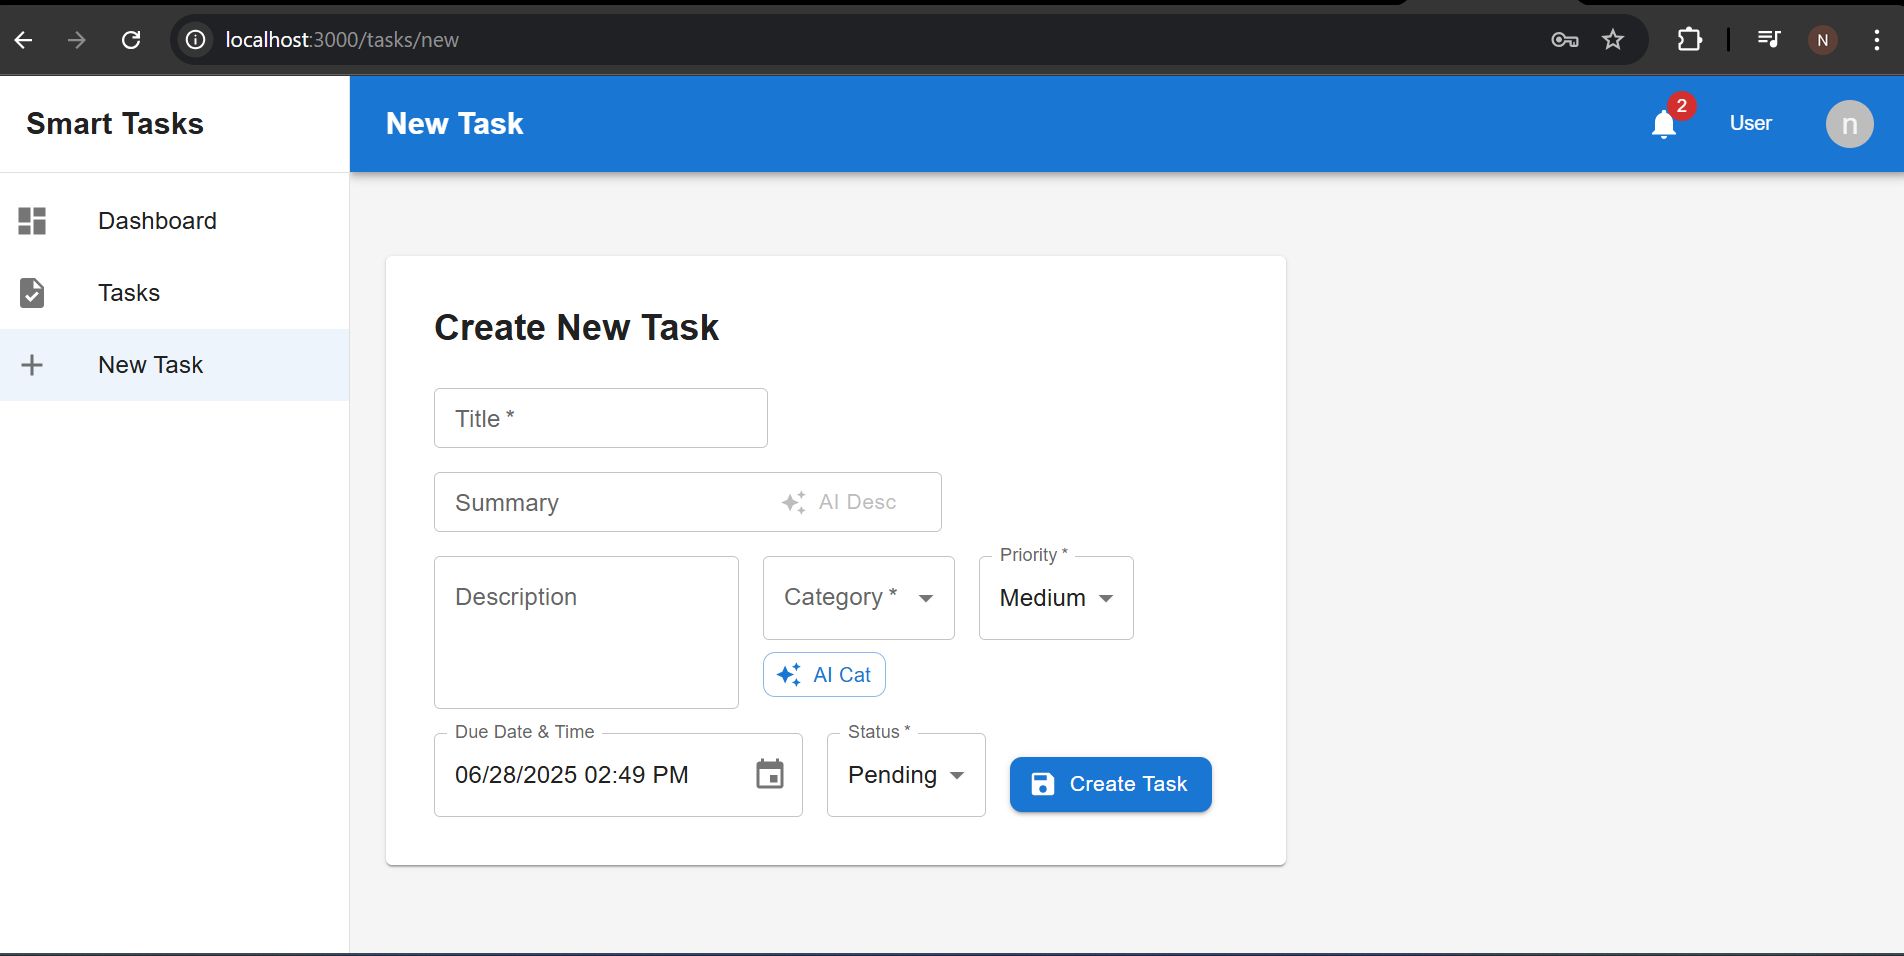 localhost:3000/tasks/new
N
Smart Tasks
New Task
2
User
n
Dashboard
Tasks
New Task
Create New Task
Title *
Summary
AI Desc
Description
Category *
Priority *
Medium
AI Cat
Due Date & Time
06/28/2025 02:49 PM
Status *
Pending
Create Task